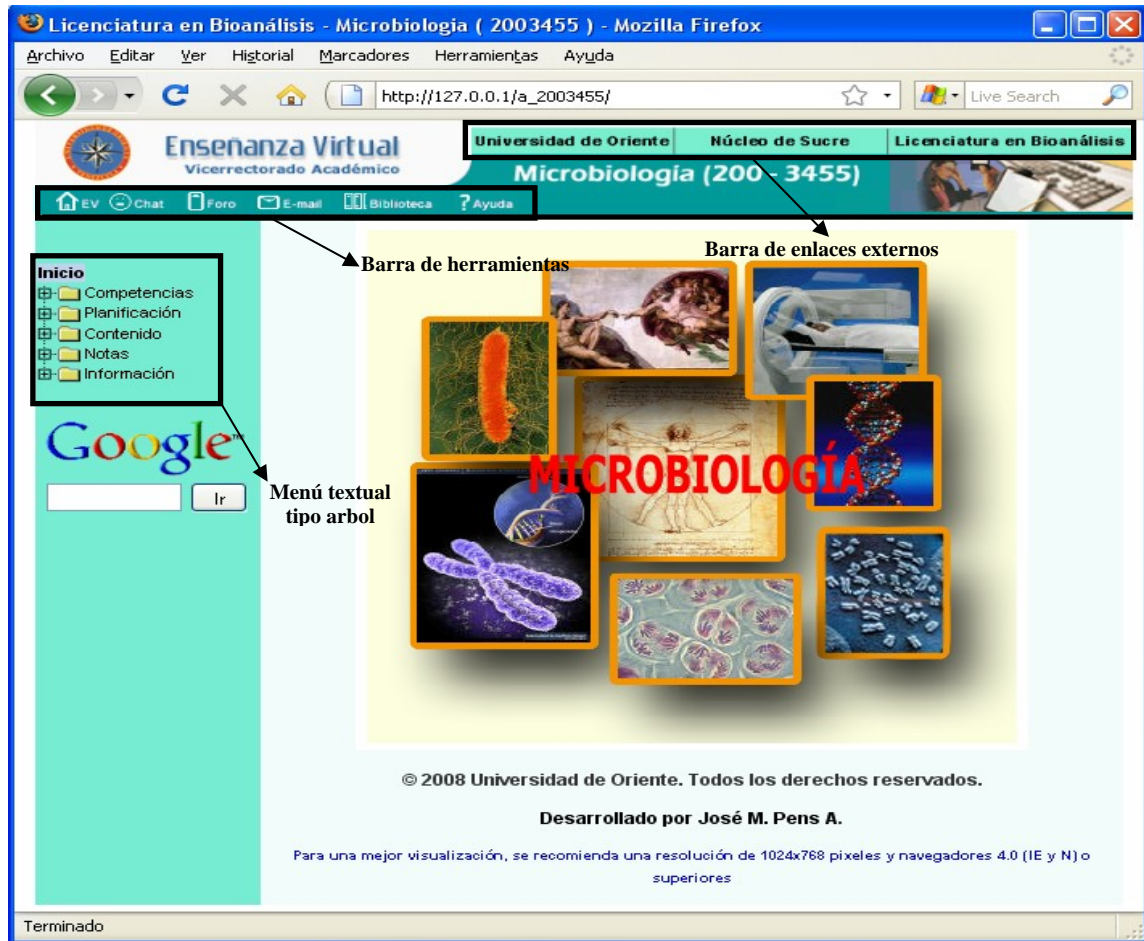 Licenciatura en Bioanálisis - Microbiologia ( 2003455 ) - Mozilla Firefox
Archivo Editar Ver Historial Marcadores Herramientas Ayuda
http://127.0.0.1/a_2003455/
Live Search
Enseñanza Virtual
Vicerrectorado Académico
Universidad de Oriente Núcleo de Sucre Licenciatura en Bioanálisis
Microbiología (200 - 3455)
EV Chat Foro E-mail Biblioteca ? Ayuda
Barra de herramientas
Barra de enlaces externos
Inicio
Competencias
Planificación
Contenido
Notas
Información
Google™
Ir
Menú textual
tipo arbol
MICROBIOLOGÍA
© 2008 Universidad de Oriente. Todos los derechos reservados.
Desarrollado por José M. Pens A.
Para una mejor visualización, se recomienda una resolución de 1024x768 pixeles y navegadores 4.0 (IE y N) o
superiores
Terminado